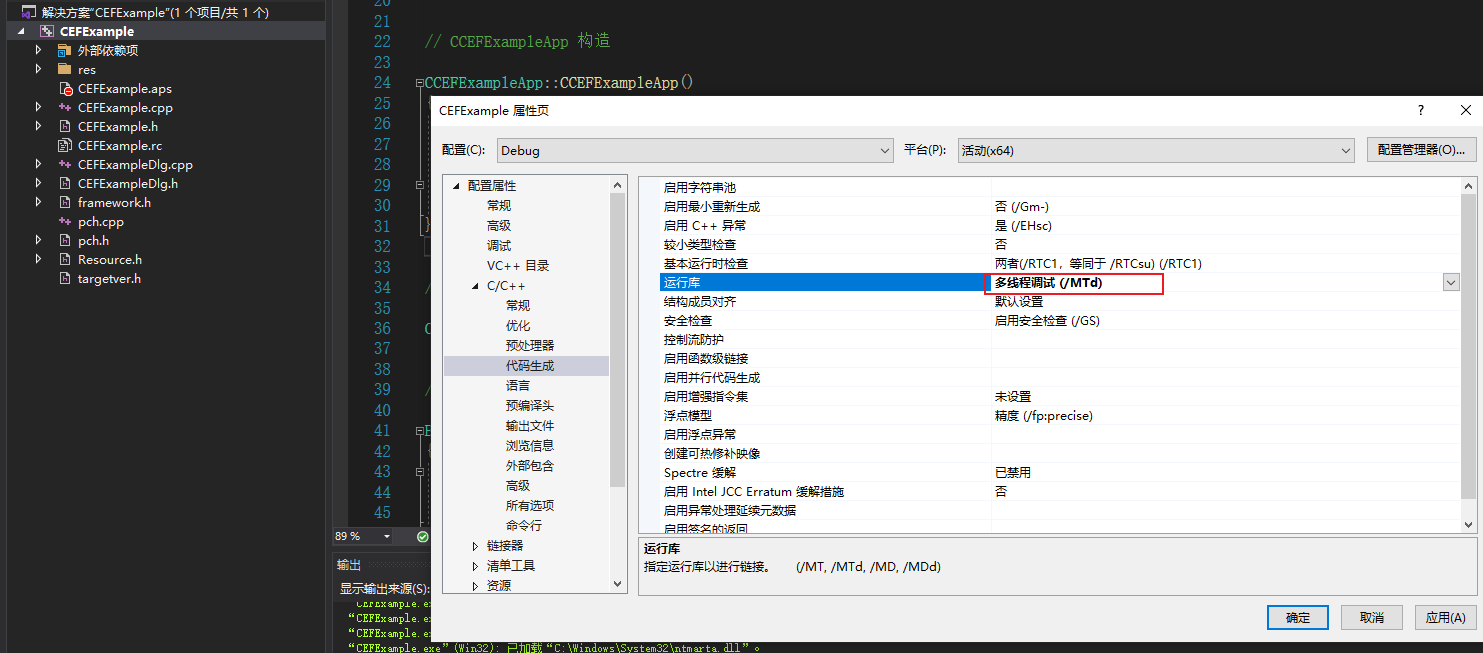 解决方案“CEFExample”(1 个项目/共 1 个)
CEFExample
外部依赖项
res
CEFExample.aps
CEFExample.cpp
CEFExample.h
CEFExample.rc
CEFExampleDlg.cpp
CEFExampleDlg.h
framework.h
pch.cpp
pch.h
Resource.h
targetver.h
20
21
22 // CCEFExampleApp 构造
23
24 CCEFExampleApp::CCEFExampleApp()
25
26
27
28
29
30
31 }
32
33
34 /
35
36 C
37
38
39 /
40
41
42
43
44
45
89 %
输出
显示输出来源(S):
“CEFExample.ex
“CEFExample.ex
“CEFExample.ex
“CEFExample.exe”(Win32): 已加载“C:\Windows\System32\ntmarta.dll”。
CEFExample 属性页
? ×
配置(C): Debug 平台(P): 活动(x64) 配置管理器(O)...
配置属性
常规
高级
调试
VC++ 目录
C/C++
常规
优化
预处理器
代码生成
语言
预编译头
输出文件
浏览信息
外部包含
高级
所有选项
命令行
链接器
清单工具
资源
启用字符串池
启用最小重新生成 否 (/Gm-)
启用 C++ 异常 是 (/EHsc)
较小类型检查 否
基本运行时检查 两者(/RTC1，等同于 /RTCsu) (/RTC1)
运行库 多线程调试 (/MTd)
结构成员对齐 默认设置
安全检查 启用安全检查 (/GS)
控制流防护
启用函数级链接
启用并行代码生成
启用增强指令集 未设置
浮点模型 精度 (/fp:precise)
启用浮点异常
创建可热修补映像
Spectre 缓解 已禁用
启用 Intel JCC Erratum 缓解措施 否
启用异常处理延续元数据
启用签名的返回
运行库
指定运行库以进行链接。 (/MT, /MTd, /MD, /MDd)
确定 取消 应用(A)